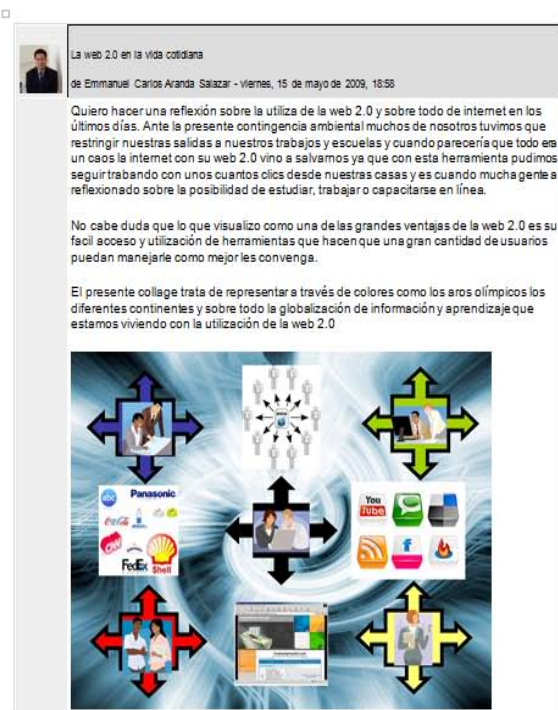 La web 2.0 en la vida cotidiana
de Emmanuel Carlos Aranda Salazar - viernes, 15 de mayo de 2009, 18:58
Quiero hacer una reflexión sobre la utiliza de la web 2.0 y sobre todo de internet en los
últimos días. Ante la presente contingencia ambiental muchos de nosotros tuvimos que
restringir nuestras salidas a nuestros trabajos y escuelas y cuando parecería que todo era
un caos la internet con su web 2.0 vino a salvarnos ya que con esta herramienta pudimos
seguir trabando con unos cuantos clics desde nuestras casas y es cuando mucha gente a
reflexionado sobre la posibilidad de estudiar, trabajar o capacitarse en línea.
No cabe duda que lo que visualizo como una de las grandes ventajas de la web 2.0 es su
facil acceso y utilización de herramientas que hacen que una gran cantidad de usuarios
puedan manejarle como mejor les convenga.
El presente collage trata de representar a través de colores como los aros olímpicos los
diferentes continentes y sobre todo la globalización de información y aprendizaje que
estamos viviendo con la utilización de la web 2.0
abc
Panasonic
Coca-Cola
FedEx
Shell
You
Tube
f